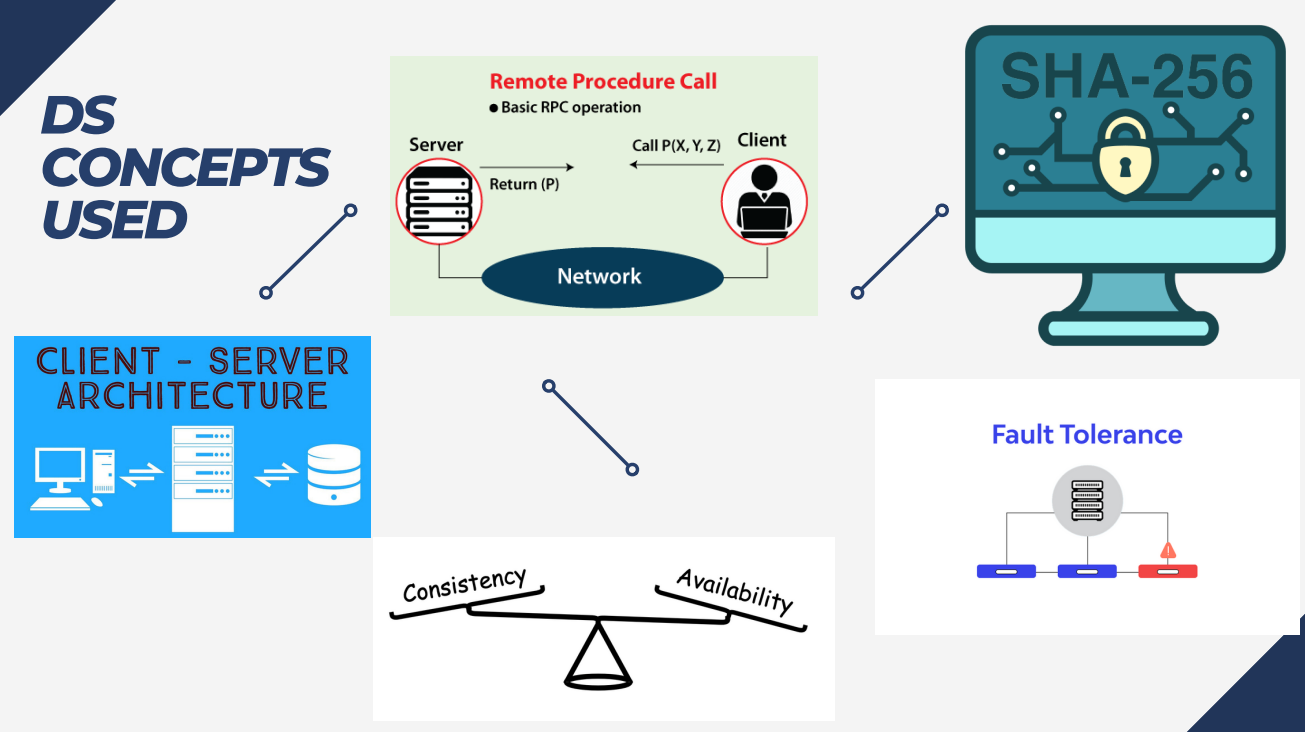 DS
CONCEPTS
USED
Remote Procedure Call
● Basic RPC operation
Server
Call P(X, Y, Z)
Client
Return (P)
Network
SHA-256
CLIENT - SERVER
ARCHITECTURE
Fault Tolerance
Consistency
Availability